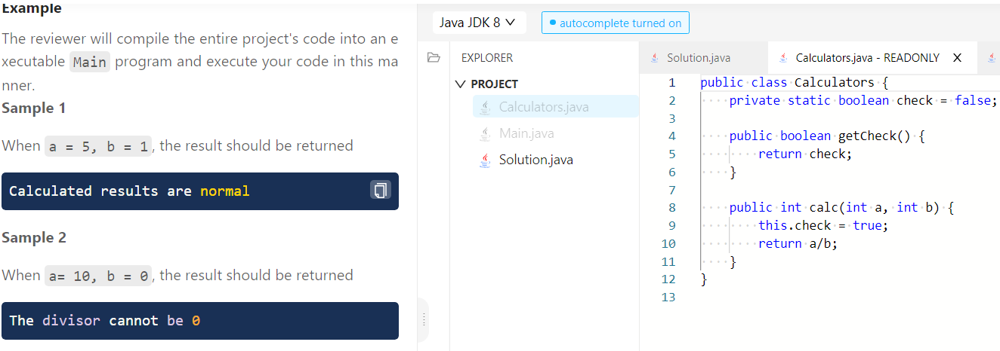 Example
The reviewer will compile the entire project's code into an e
xecutable Main program and execute your code in this ma
nner.
Sample 1
When a = 5, b = 1, the result should be returned
Calculated results are normal
Sample 2
When a= 10, b = 0, the result should be returned
The divisor cannot be 0
Java JDK 8
autocomplete turned on
EXPLORER
PROJECT
Calculators.java
Main.java
Solution.java
Solution.java
Calculators.java - READONLY X
1 public class Calculators {
2     private static boolean check = false;
3
4     public boolean getCheck() {
5         return check;
6     }
7
8     public int calc(int a, int b) {
9         this.check = true;
10         return a/b;
11     }
12 }
13